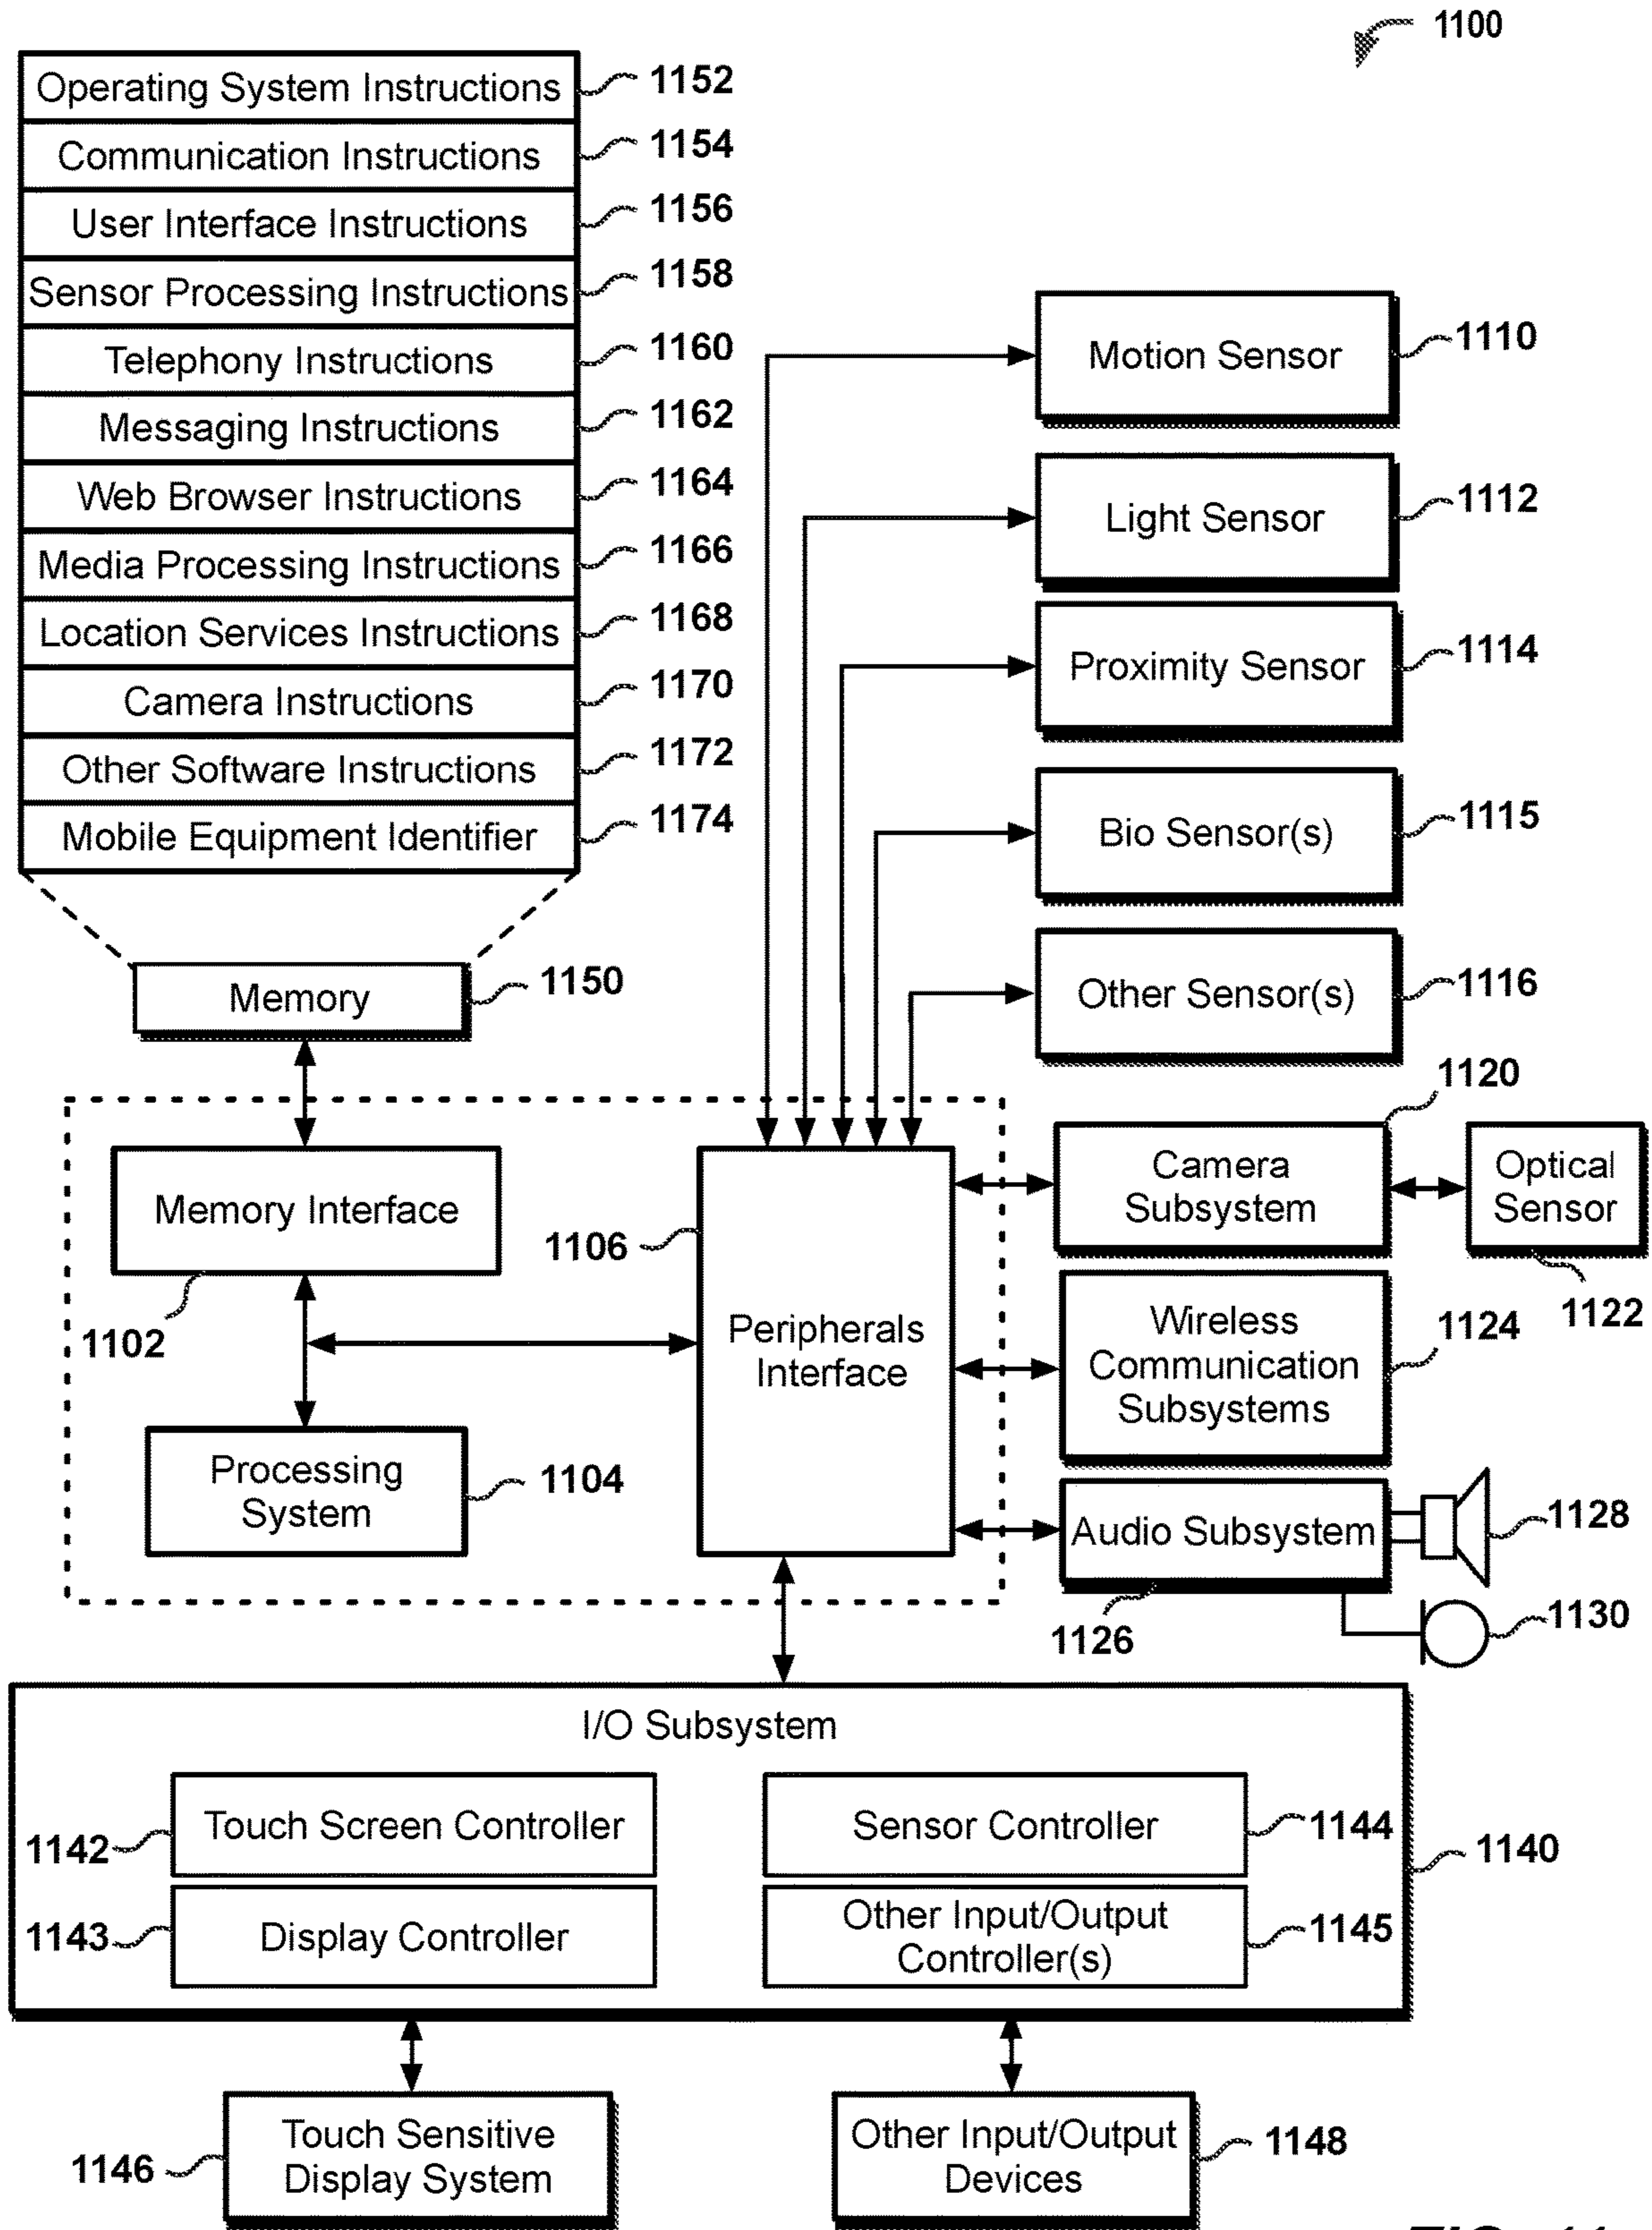 1100
Operating System Instructions 1152
Communication Instructions 1154
User Interface Instructions 1156
Sensor Processing Instructions 1158
Telephony Instructions 1160
Messaging Instructions 1162
Web Browser Instructions 1164
Media Processing Instructions 1166
Location Services Instructions 1168
Camera Instructions 1170
Other Software Instructions 1172
Mobile Equipment Identifier 1174
Memory 1150
Motion Sensor 1110
Light Sensor 1112
Proximity Sensor 1114
Bio Sensor(s) 1115
Other Sensor(s) 1116
Memory Interface
1102
Processing
System
1104
1106
Peripherals
Interface
1120
Camera
Subsystem
Optical
Sensor
1122
Wireless
Communication
Subsystems
1124
Audio Subsystem
1126
1128
1130
I/O Subsystem
1140
1142 Touch Screen Controller
Sensor Controller 1144
1143 Display Controller
Other Input/Output
Controller(s)
1145
Touch Sensitive
Display System
1146
Other Input/Output
Devices
1148